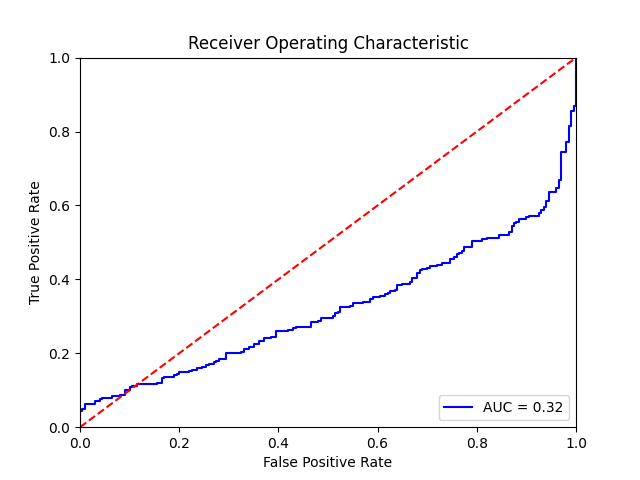 Receiver Operating Characteristic
1.0
0.8
0.6
0.4
0.2
0.0
True Positive Rate
AUC = 0.32
0.0 0.2 0.4 0.6 0.8 1.0
False Positive Rate